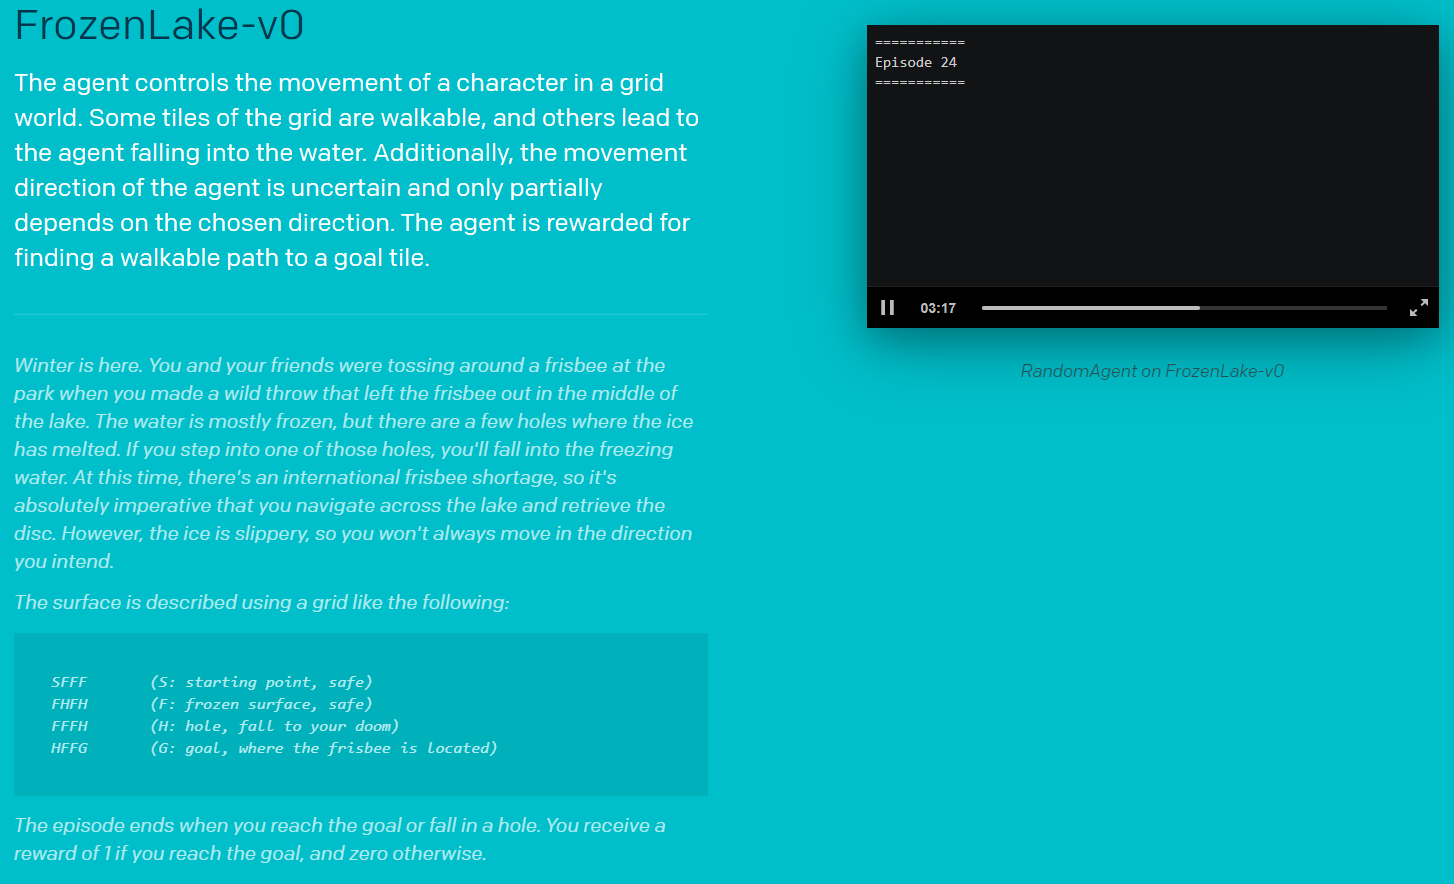 FrozenLake-v0
The agent controls the movement of a character in a grid
world. Some tiles of the grid are walkable, and others lead to
the agent falling into the water. Additionally, the movement
direction of the agent is uncertain and only partially
depends on the chosen direction. The agent is rewarded for
finding a walkable path to a goal tile.
Winter is here. You and your friends were tossing around a frisbee at the
park when you made a wild throw that left the frisbee out in the middle of
the lake. The water is mostly frozen, but there are a few holes where the ice
has melted. If you step into one of those holes, you'll fall into the freezing
water. At this time, there's an international frisbee shortage, so it's
absolutely imperative that you navigate across the lake and retrieve the
disc. However, the ice is slippery, so you won't always move in the direction
you intend.
The surface is described using a grid like the following:
SFFF (S: starting point, safe)
FHFH (F: frozen surface, safe)
FFFH (H: hole, fall to your doom)
HFFG (G: goal, where the frisbee is located)
The episode ends when you reach the goal or fall in a hole. You receive a
reward of 1 if you reach the goal, and zero otherwise.
===========
Episode 24
===========
03:17
RandomAgent on FrozenLake-v0